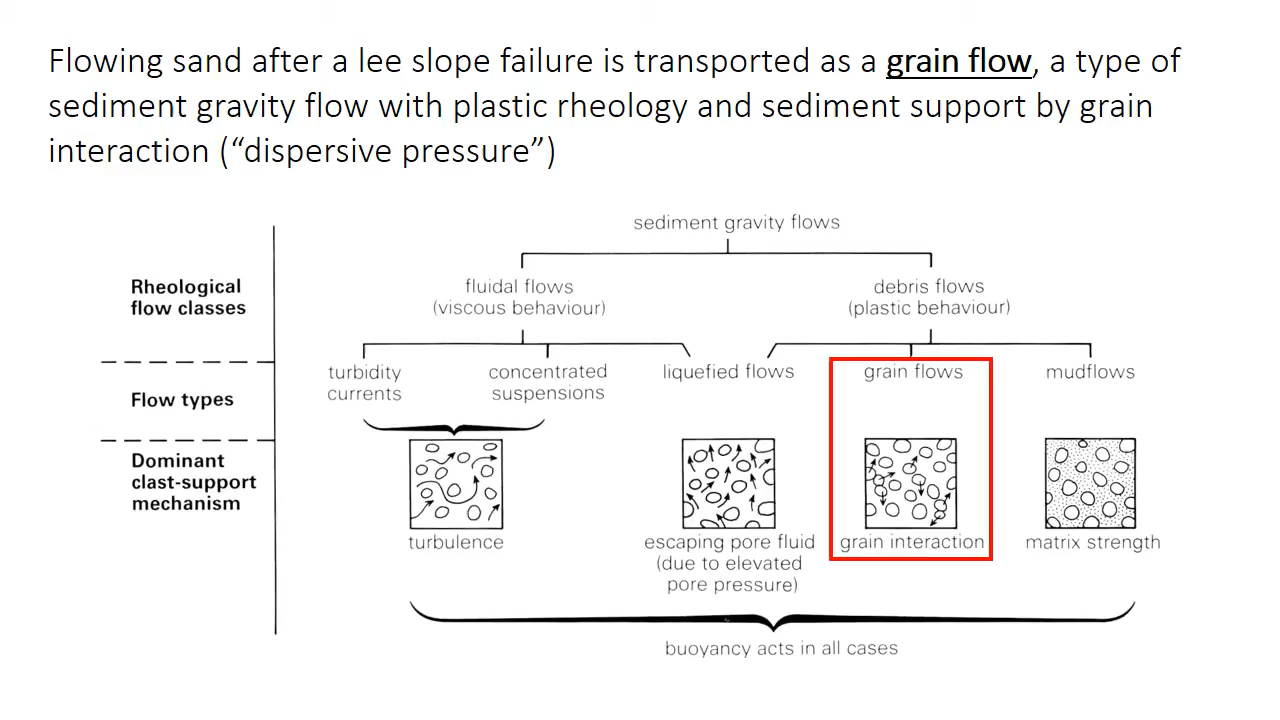 Flowing sand after a lee slope failure is transported as a grain flow, a type of
sediment gravity flow with plastic rheology and sediment support by grain
interaction (“dispersive pressure”)
sediment gravity flows
Rheological
flow classes
fluidal flows
(viscous behaviour)
debris flows
(plastic behaviour)
Flow types
turbidity
currents
concentrated
suspensions
liquefied flows
grain flows
mudflows
Dominant
clast-support
mechanism
turbulence
escaping pore fluid
(due to elevated
pore pressure)
grain interaction
matrix strength
buoyancy acts in all cases